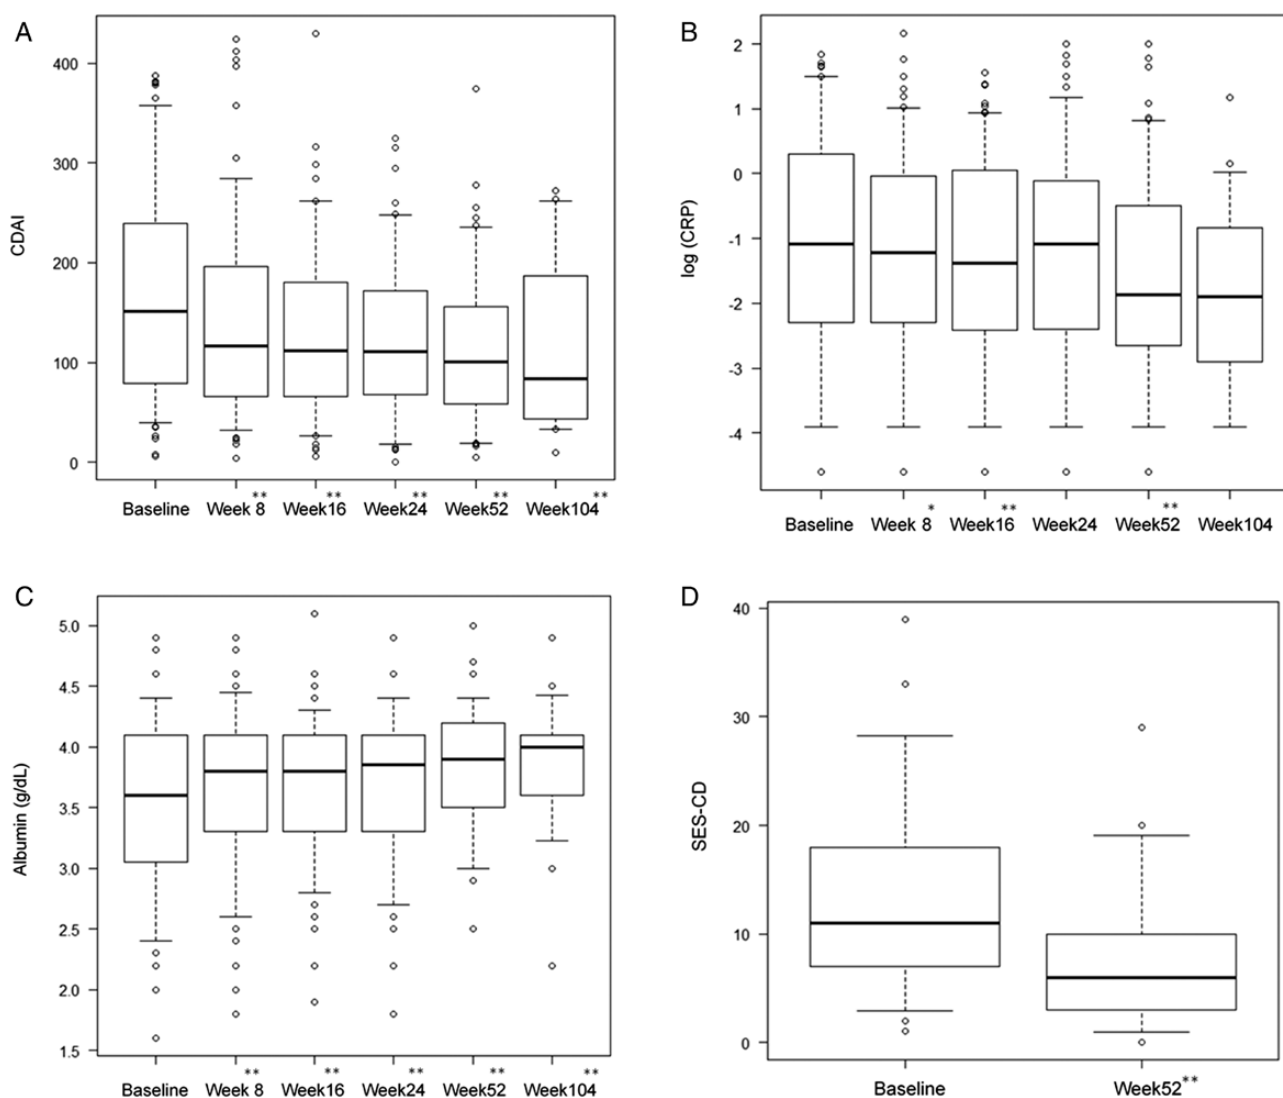 A
CDAI
400
300
200
100
0
Baseline
Week 8**
Week16**
Week24**
Week52**
Week104**
B
log (CRP)
2
1
0
-1
-2
-3
-4
Baseline
Week 8*
Week16**
Week24
Week52**
Week104
C
Albumin (g/dL)
5.0
4.5
4.0
3.5
3.0
2.5
2.0
1.5
Baseline
Week 8**
Week16**
Week24**
Week52**
Week104**
D
SES-CD
40
30
20
10
0
Baseline
Week52**